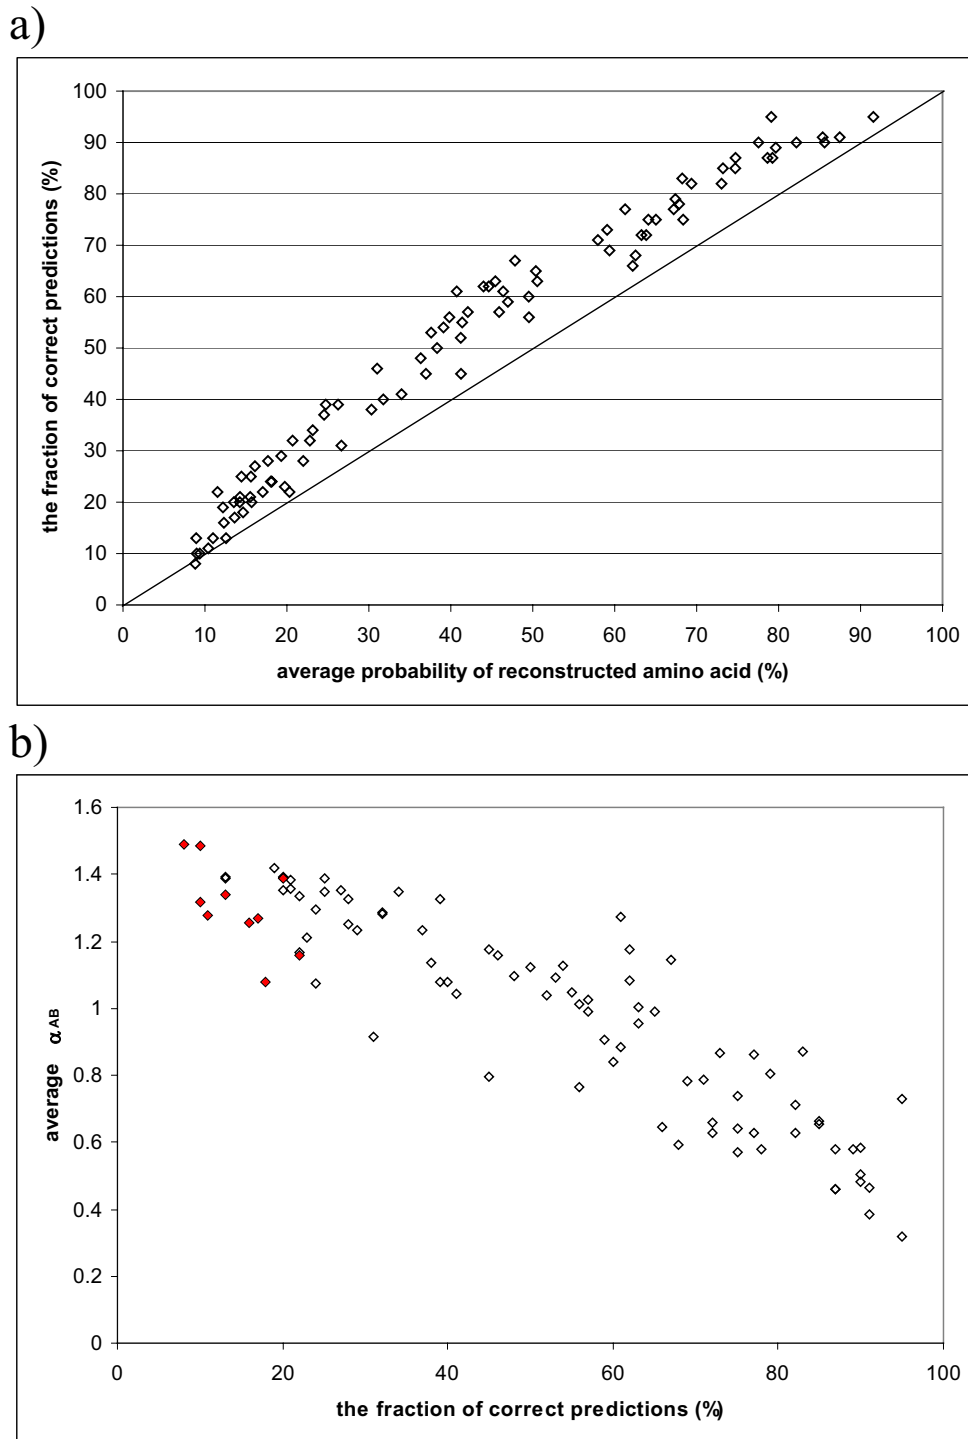 a)
100
90
80
70
60
50
40
30
20
10
0
0 10 20 30 40 50 60 70 80 90 100
the fraction of correct predictions (%)
average probability of reconstructed amino acid (%)
b)
1.6
1.4
1.2
1
0.8
0.6
0.4
0.2
0
0 20 40 60 80 100
average αAB
the fraction of correct predictions (%)